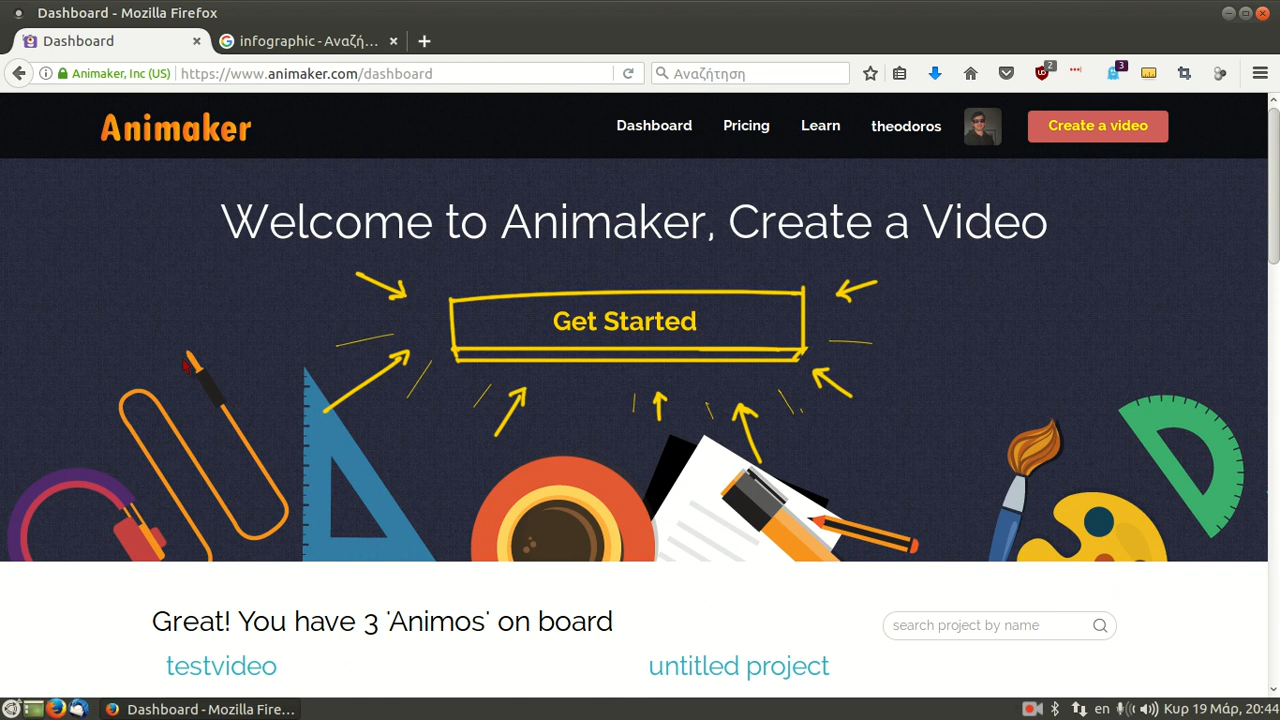 Dashboard - Mozilla Firefox
Dashboard
infographic - Αναζή...
Animaker, Inc (US)
https://www.animaker.com/dashboard
Αναζήτηση
2
3
Animaker
Dashboard
Pricing
Learn
theodoros
Create a video
Welcome to Animaker, Create a Video
Get Started
Great! You have 3 'Animos' on board
search project by name
testvideo
untitled project
Dashboard - Mozilla Fire...
en
Κυρ 19 Μάρ, 20:44